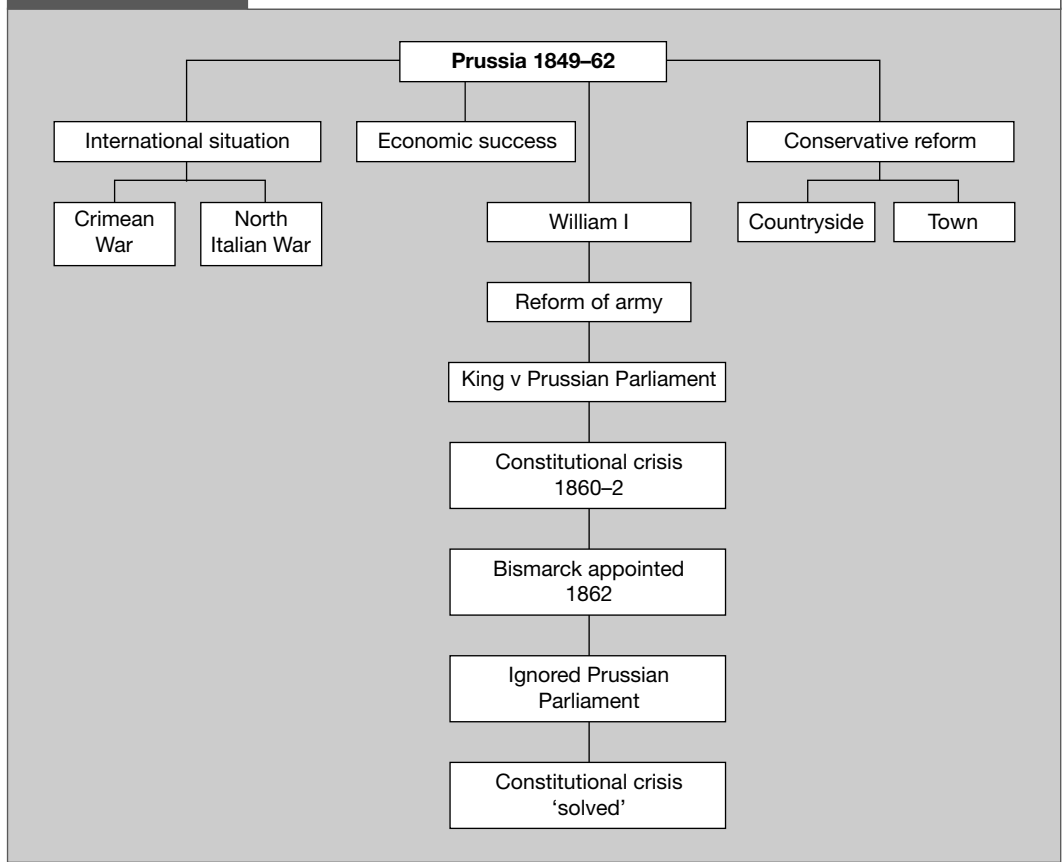 Prussia 1849–62
International situation
Economic success
Conservative reform
Crimean
War
North
Italian War
William I
Countryside
Town
Reform of army
King v Prussian Parliament
Constitutional crisis
1860–2
Bismarck appointed
1862
Ignored Prussian
Parliament
Constitutional crisis
‘solved’